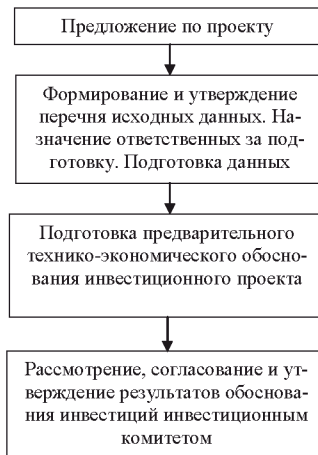 Предложение по проекту
Формирование и утверждение
перечня исходных данных. На-
значение ответственных за под-
готовку. Подготовка данных
Подготовка предварительного
технико-экономического обосно-
вания инвестиционного проекта
Рассмотрение, согласование и ут-
верждение результатов обоснова-
ния инвестиций инвестиционным
комитетом